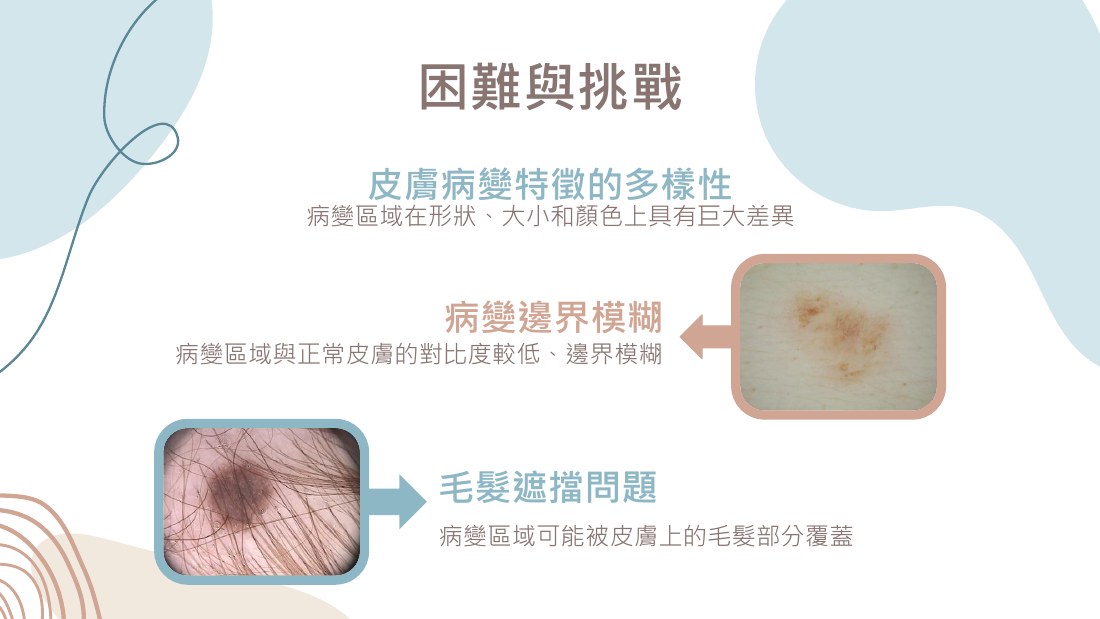 困難與挑戰
皮膚病變特徵的多樣性
病變區域在形狀、大小和顏色上具有巨大差異
病變邊界模糊
病變區域與正常皮膚的對比度較低、邊界模糊
毛髮遮擋問題
病變區域可能被皮膚上的毛髮部分覆蓋